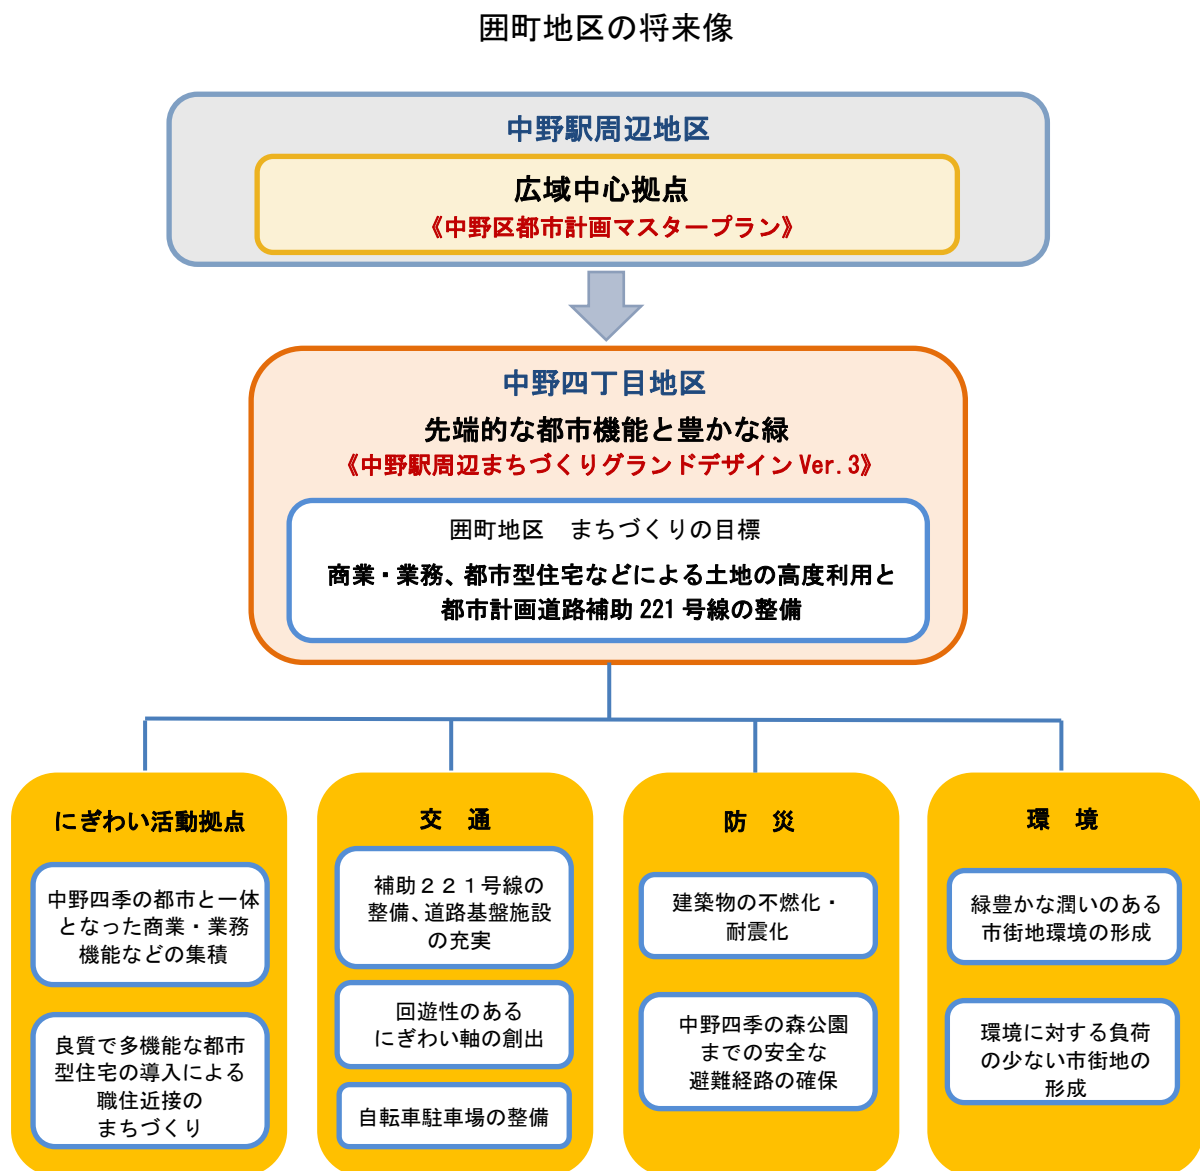 囲町地区の将来像
中野駅周辺地区
広域中心拠点
《中野区都市計画マスタープラン》
中野四丁目地区
先端的な都市機能と豊かな緑
《中野駅周辺まちづくりグランドデザイン Ver.3》
囲町地区　まちづくりの目標
商業・業務、都市型住宅などによる土地の高度利用と
都市計画道路補助 221 号線の整備
にぎわい活動拠点
中野四季の都市と一体
となった商業・業務
機能などの集積
良質で多機能な都市
型住宅の導入による
職住近接の
まちづくり
交　通
補助２２１号線の
整備、道路基盤施設
の充実
回遊性のある
にぎわい軸の創出
自転車駐車場の整備
防　災
建築物の不燃化・
耐震化
中野四季の森公園
までの安全な
避難経路の確保
環　境
緑豊かな潤いのある
市街地環境の形成
環境に対する負荷
の少ない市街地の
形成